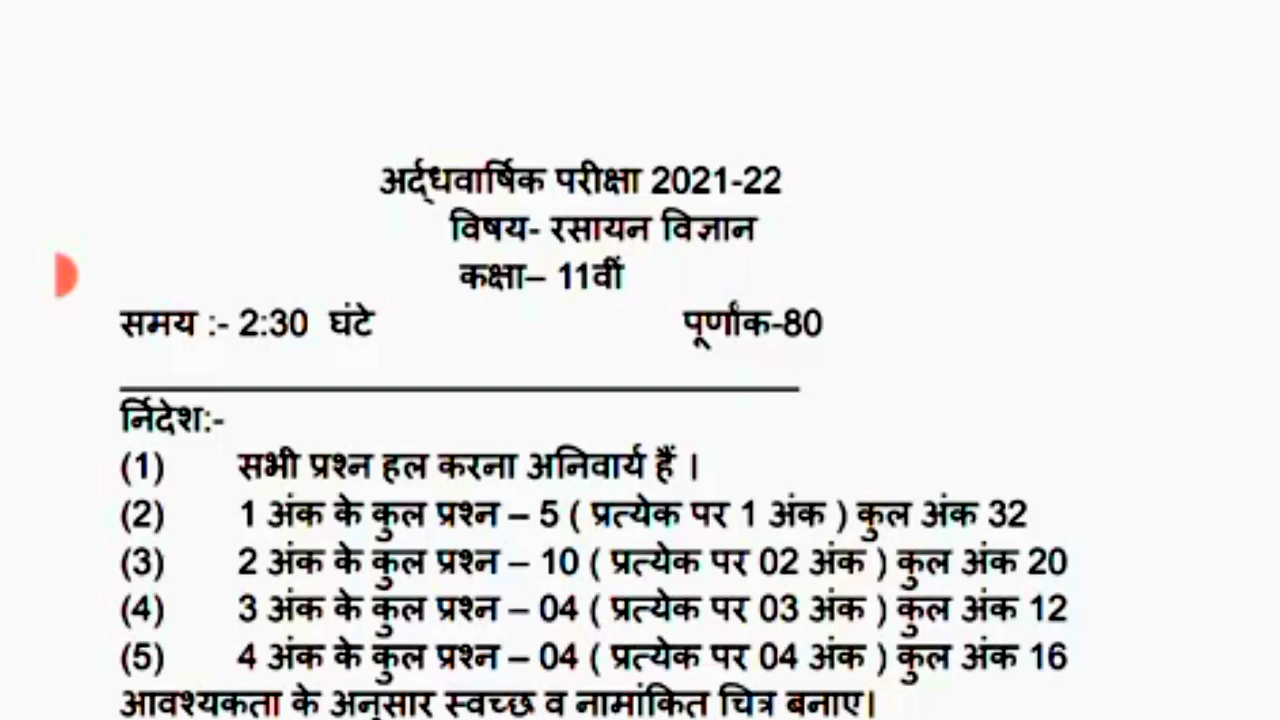 अर्द्धवार्षिक परीक्षा 2021-22
विषय- रसायन विज्ञान
कक्षा– 11वीं
समय :- 2:30 घंटे पूर्णांक-80
निर्देश:-
(1) सभी प्रश्न हल करना अनिवार्य हैं ।
(2) 1 अंक के कुल प्रश्न – 5 ( प्रत्येक पर 1 अंक ) कुल अंक 32
(3) 2 अंक के कुल प्रश्न – 10 ( प्रत्येक पर 02 अंक ) कुल अंक 20
(4) 3 अंक के कुल प्रश्न – 04 ( प्रत्येक पर 03 अंक ) कुल अंक 12
(5) 4 अंक के कुल प्रश्न – 04 ( प्रत्येक पर 04 अंक ) कुल अंक 16
आवश्यकता के अनुसार स्वच्छ व नामांकित चित्र बनाए।